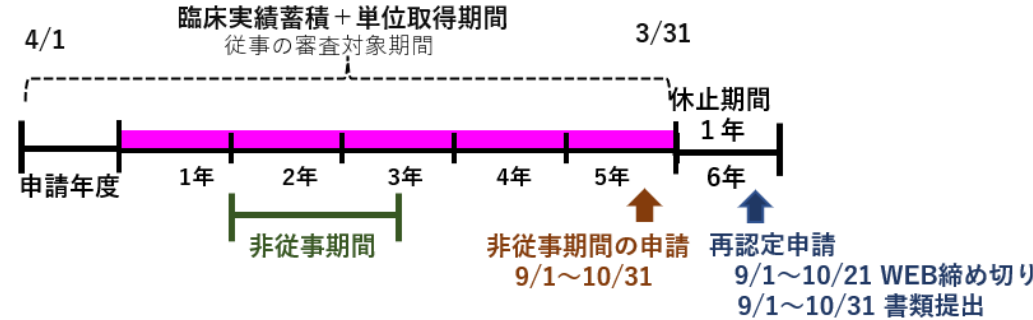 臨床実績蓄積＋単位取得期間
従事の審査対象期間
4/1
3/31
休止期間
1年
申請年度
1年
2年
3年
4年
5年
6年
非従事期間
非従事期間の申請
9/1～10/31
再認定申請
9/1～10/21 WEB締め切り
9/1～10/31 書類提出